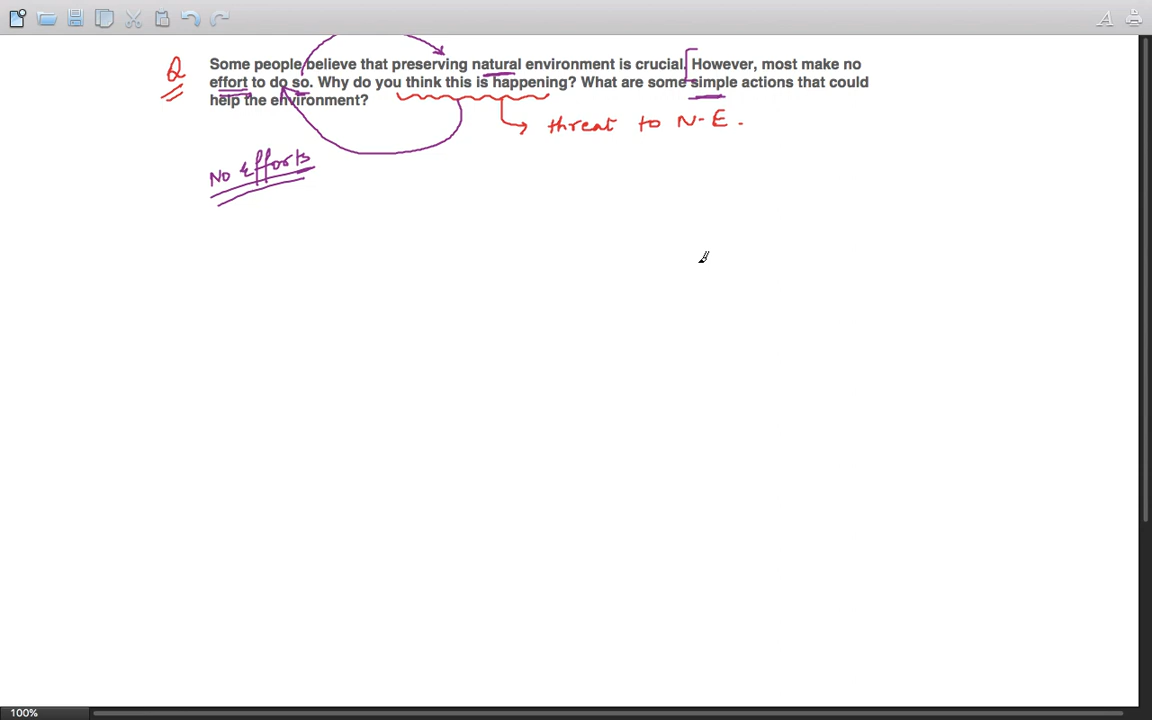 Q Some people believe that preserving natural environment is crucial. However, most make no
effort to do so. Why do you think this is happening? What are some simple actions that could
help the environment?
threat to N-E.
No Efforts
A
100%